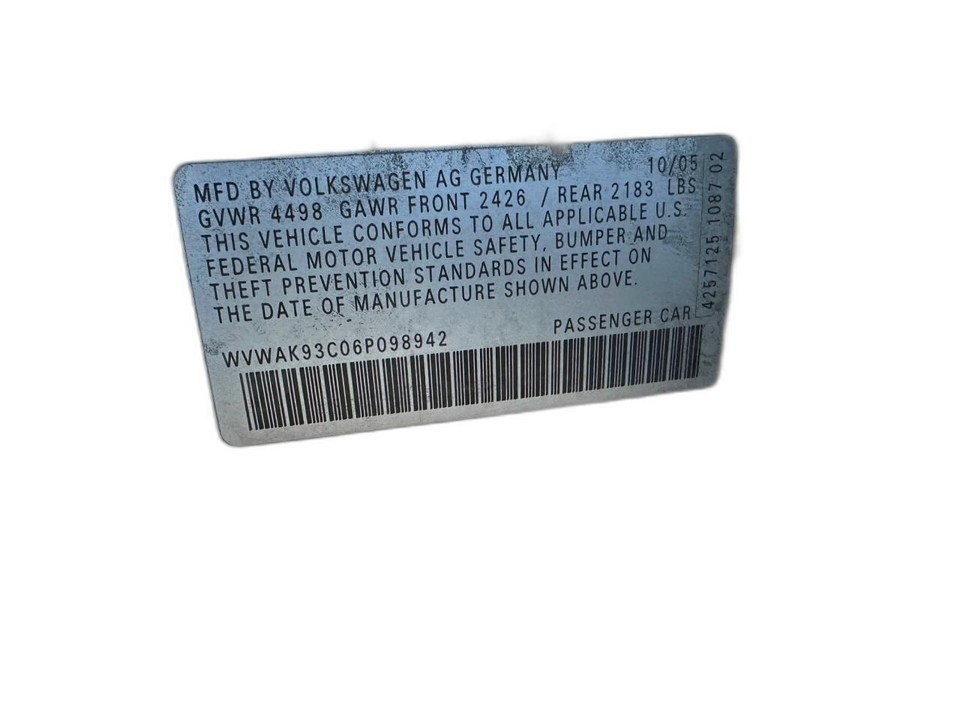 MFD BY VOLKSWAGEN AG GERMANY 10/05
GVWR 4498 GAWR FRONT 2426 / REAR 2183 LBS
THIS VEHICLE CONFORMS TO ALL APPLICABLE U.S.
FEDERAL MOTOR VEHICLE SAFETY, BUMPER AND
THEFT PREVENTION STANDARDS IN EFFECT ON
THE DATE OF MANUFACTURE SHOWN ABOVE.
WVWAK93C06P098942 PASSENGER CAR
4257125 1087 02